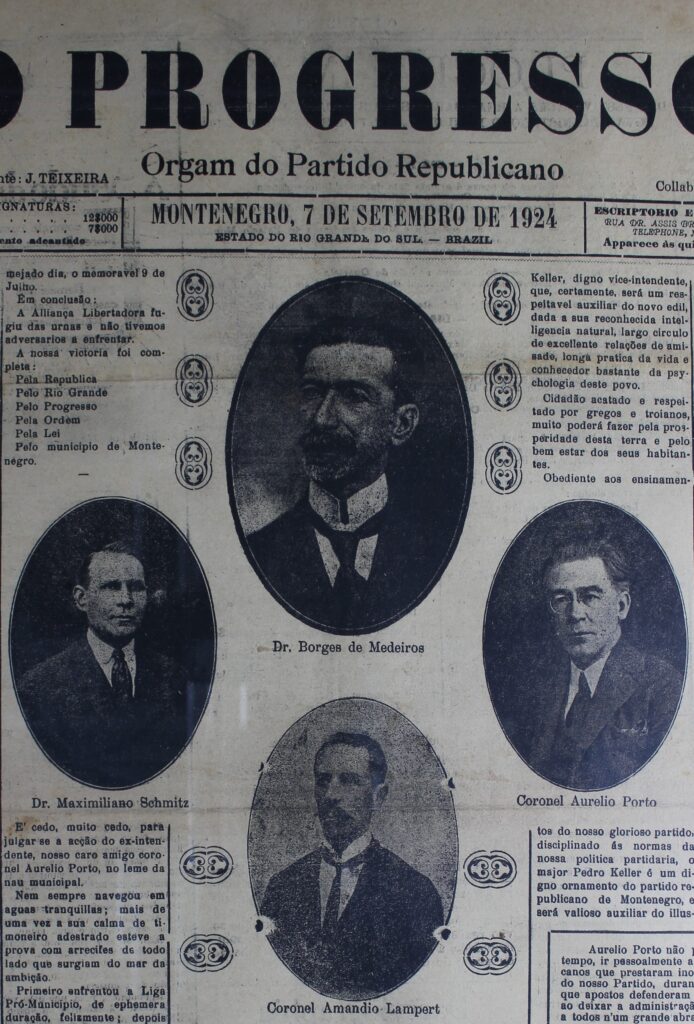 O PROGRESSO
Orgam do Partido Republicano
nte: J. TEIXEIRA
Collab
GNATURAS:
12$000
7$000
ento adeantado
MONTENEGRO, 7 DE SETEMBRO DE 1924
ESTADO DO RIO GRANDE DO SUL — BRAZIL
ESCRIPTORIO E
RUA DR. ASSIS BR
TELEPHONE,
Apparece ás qui
mejado dia, o memoravel 9 de
Julho.
Em conclusão:
A Alliança Libertadora fu-
giu das urnas e não tivemos
adversarios a enfrentar.
A nossa victoria foi com-
pleta:
Pela Republica
Pelo Rio Grande
Pelo Progresso
Pela Ordem
Pela Lei
Pelo municipio de Monte-
negro.
Keller, digno vice-intendente,
que, certamente, será um res-
peitavel auxiliar do novo edil,
dada a sua reconhecida intel-
ligencia natural, largo circulo
de excellente relações de ami-
sade, longa pratica da vida e
conhecedor bastante da psy-
chologia deste povo.
Cidadão acatado e respei-
tado por gregos e troianos,
muito poderá fazer pela pros-
peridade desta terra e pelo
bem estar dos seus habitan-
tes.
Obediente aos ensinamen-
Dr. Borges de Medeiros
Dr. Maximiliano Schmitz
Coronel Aurelio Porto
E' cedo, muito cedo, para
julgar-se a acção do ex-inten-
dente, nosso caro amigo coro-
nel Aurelio Porto, no leme da
nau municipal.
Nem sempre navegou em
aguas tranquillas; mais de
uma vez a sua calma de ti-
moneiro adestrado esteve a
prova com arrecifes de todo
lado que surgiam do mar da
ambição.
Primeiro enfrentou a Liga
Pró-Municipio, de ephemera
duração, felismente; depois
Coronel Amandio Lampert
tos do nosso glorioso partido,
disciplinado ás normas da
nossa politica partidaria, o
major Pedro Keller é um di-
gno ornamento do partido re-
publicano de Montenegro, e
será valioso auxiliar do illus-
Aurelio Porto não p
tempo, ir pessoalmente a
canos que prestaram ino
do nosso Partido, duran
que apostos defenderam
ao deixar a administraçã
a todos n'um grande abra